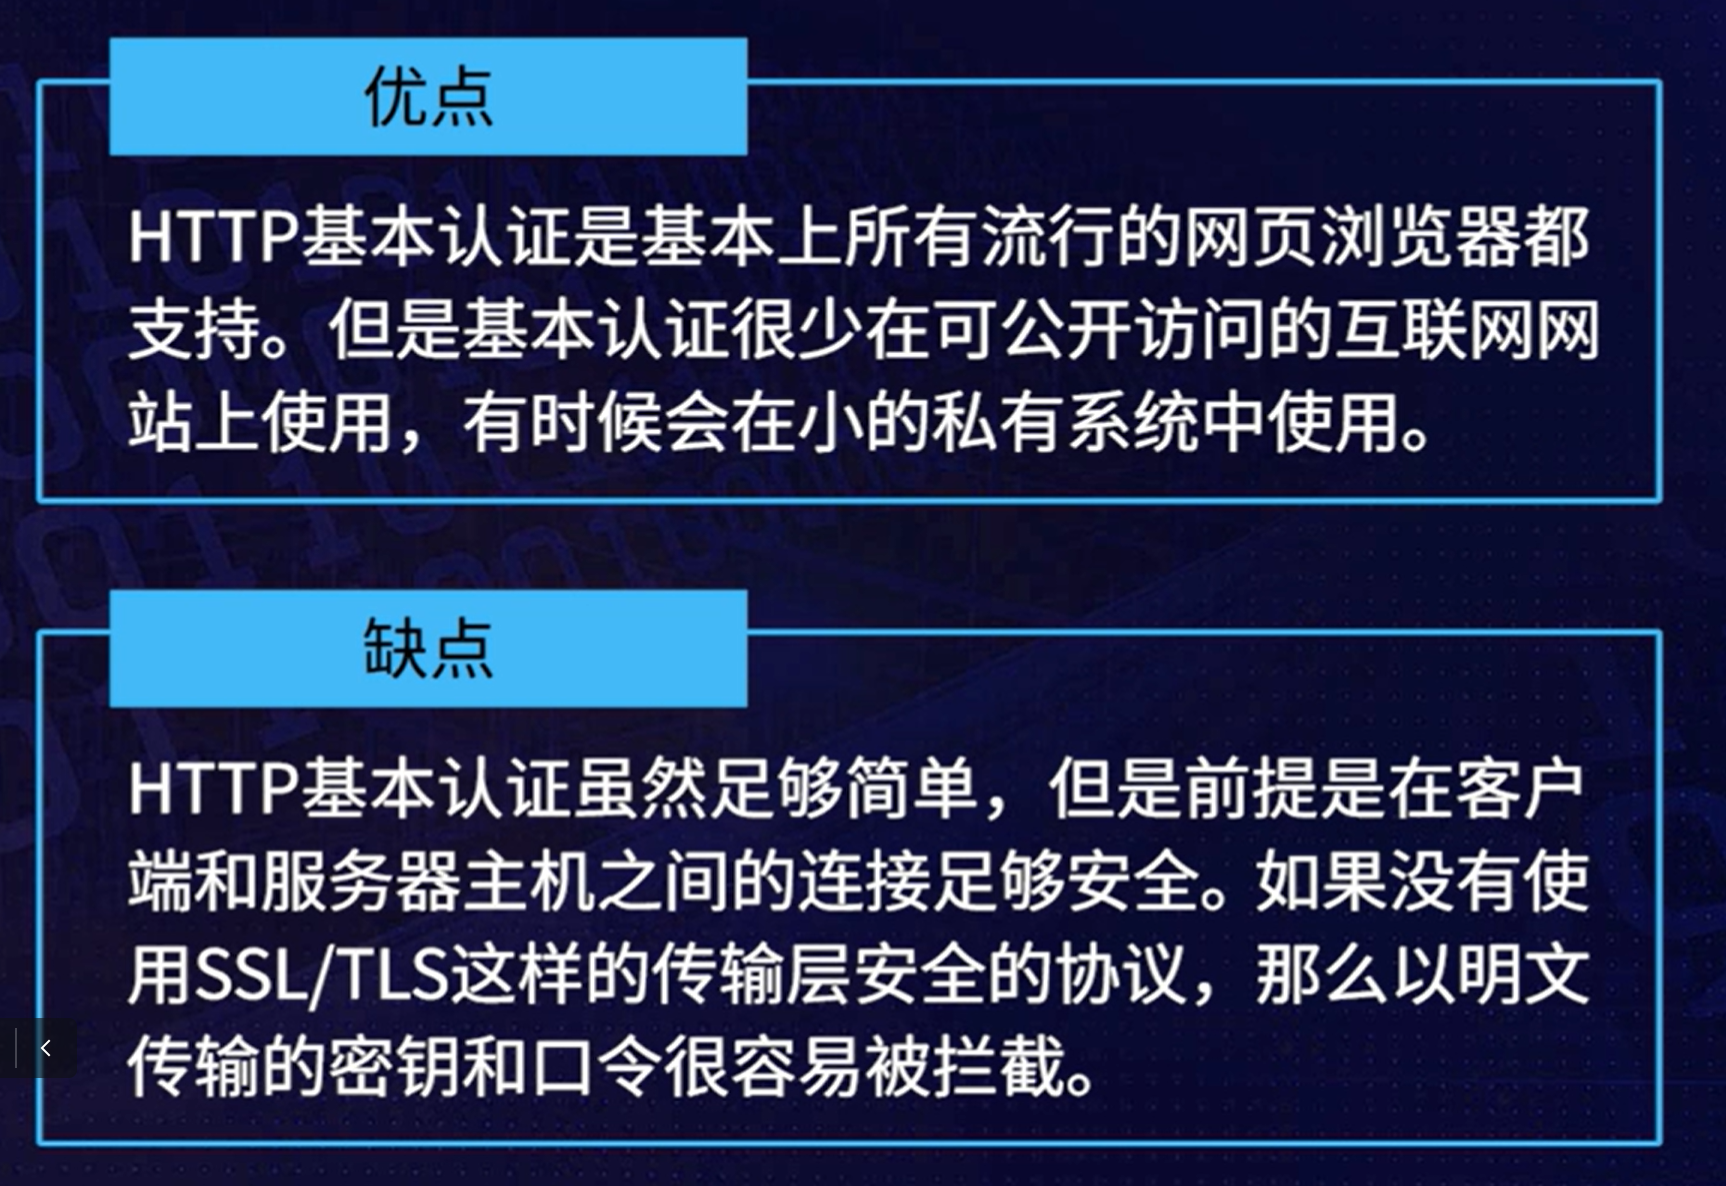 优点
HTTP基本认证是基本上所有流行的网页浏览器都
支持。但是基本认证很少在可公开访问的互联网网
站上使用，有时候会在小的私有系统中使用。
缺点
HTTP基本认证虽然足够简单，但是前提是在客户
端和服务器主机之间的连接足够安全。如果没有使
用SSL/TLS这样的传输层安全的协议，那么以明文
传输的密钥和口令很容易被拦截。